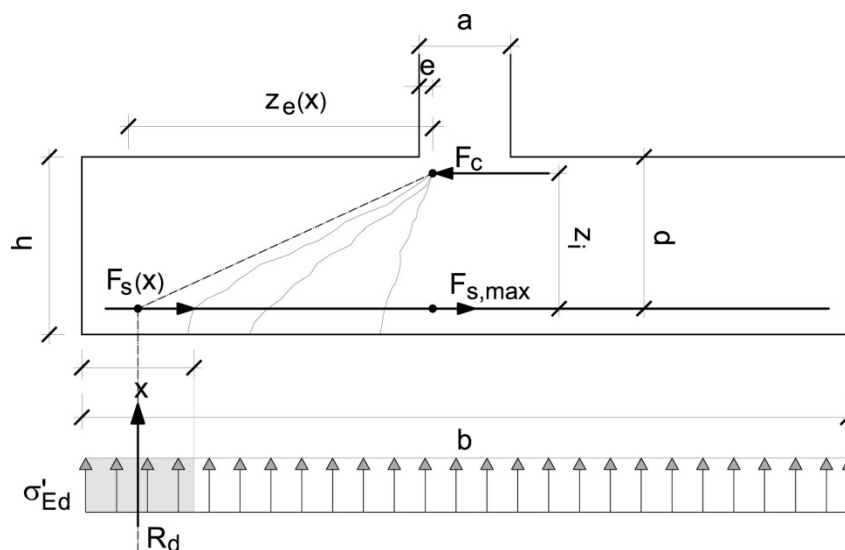 a
e
z_e(x)
F_c
h
z_i
d
F_s(x)
F_s,max
x
b
σ'_Ed
R_d